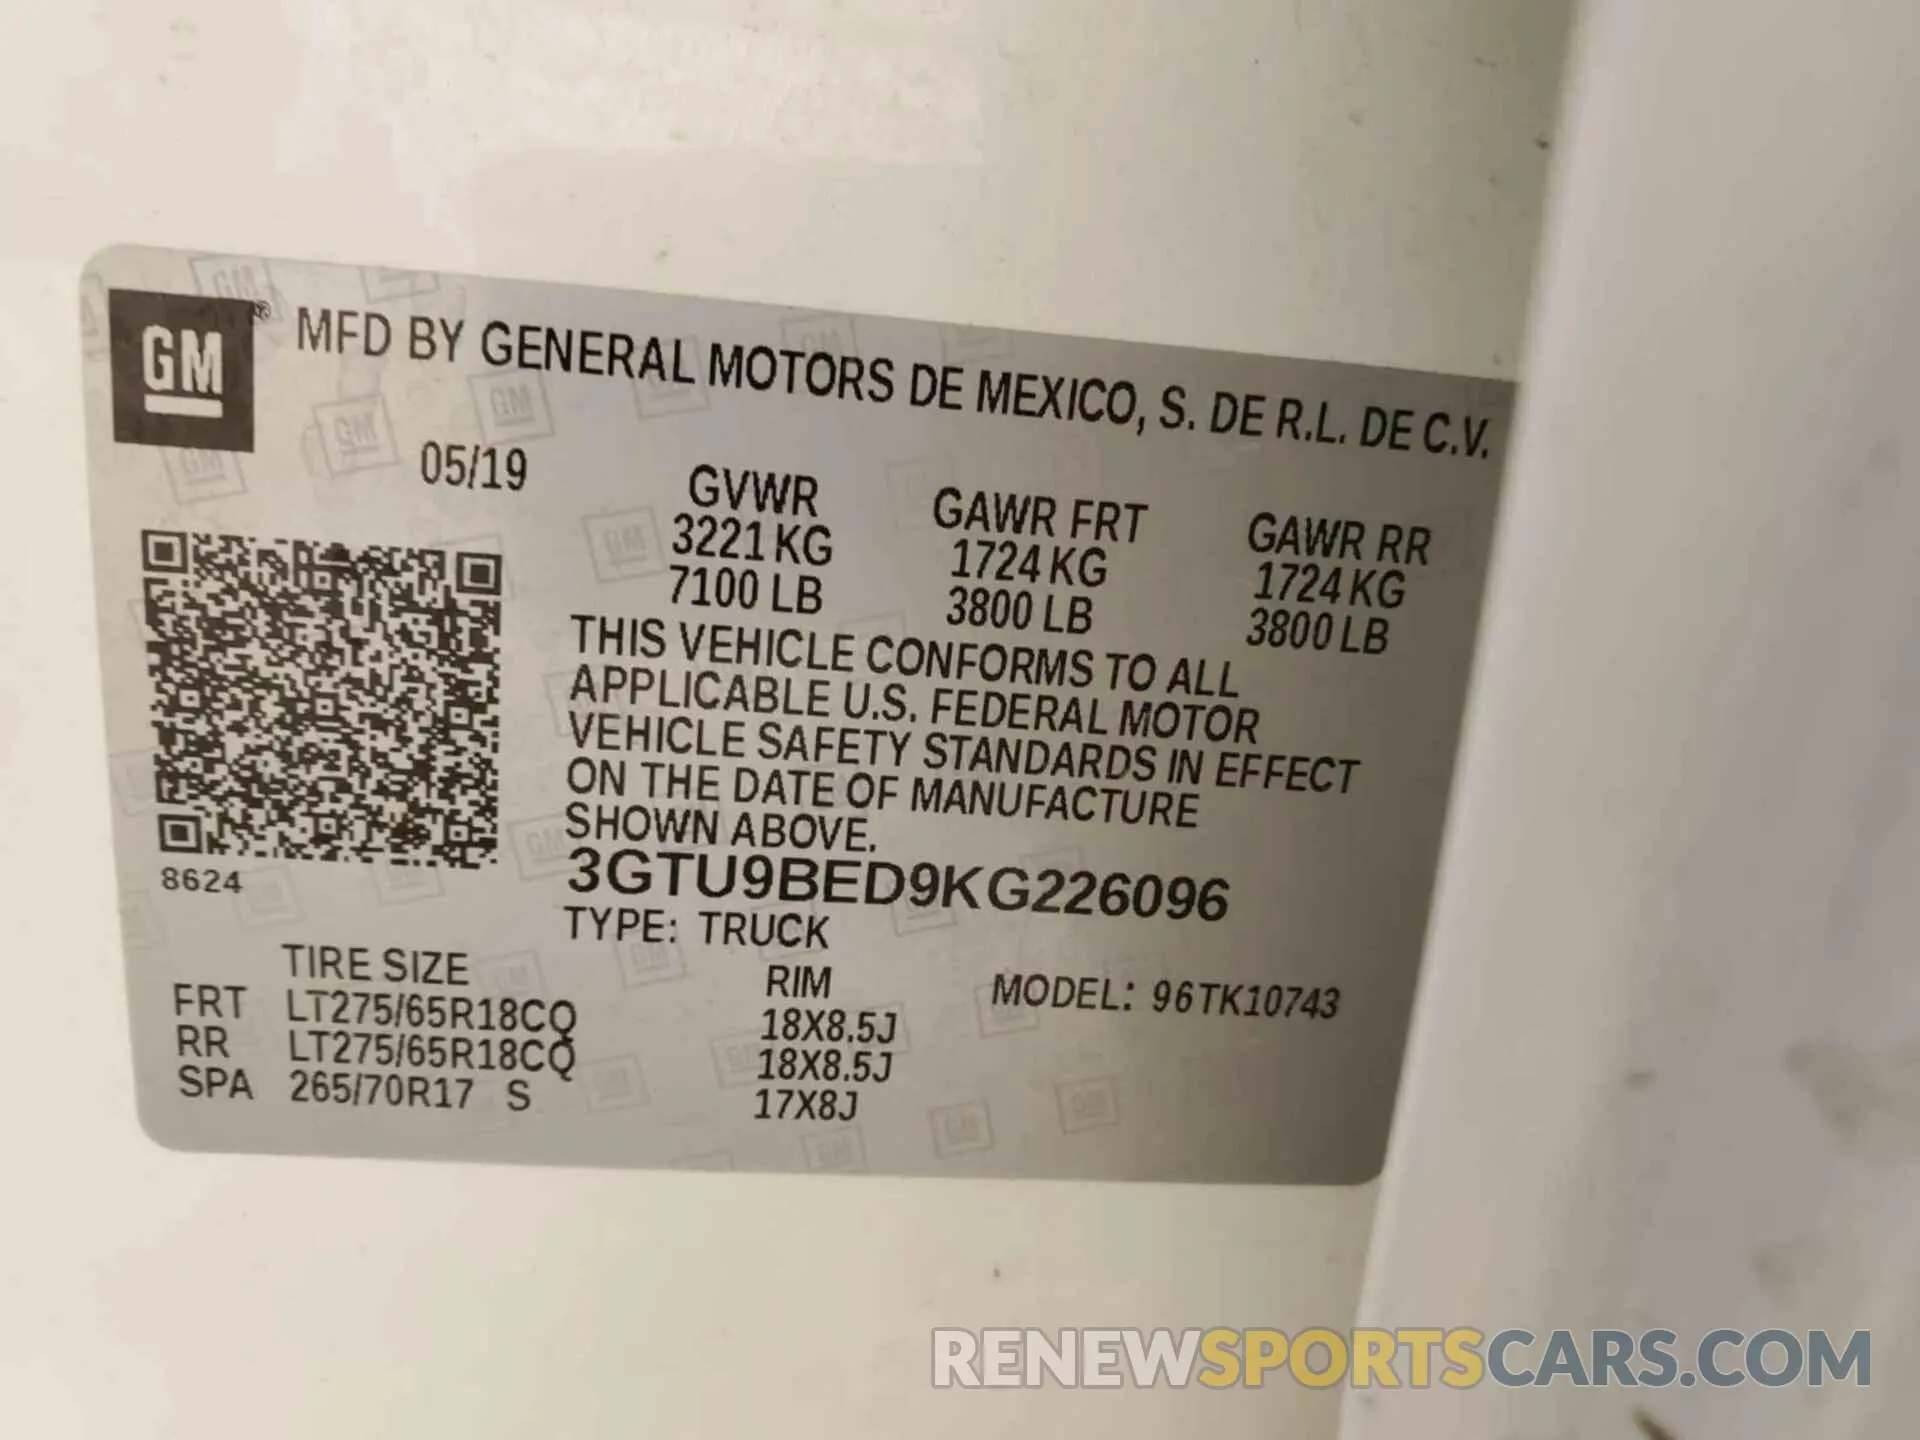 GM® MFD BY GENERAL MOTORS DE MEXICO, S. DE R.L. DE C.V.
05/19
GVWR GAWR FRT GAWR RR
3221 KG 1724 KG 1724 KG
7100 LB 3800 LB 3800 LB
THIS VEHICLE CONFORMS TO ALL
APPLICABLE U.S. FEDERAL MOTOR
VEHICLE SAFETY STANDARDS IN EFFECT
ON THE DATE OF MANUFACTURE
SHOWN ABOVE.
8624
3GTU9BED9KG226096
TYPE: TRUCK
TIRE SIZE RIM MODEL: 96TK10743
FRT LT275/65R18CQ 18X8.5J
RR LT275/65R18CQ 18X8.5J
SPA 265/70R17 S 17X8J
RENEWSPORTSCARS.COM